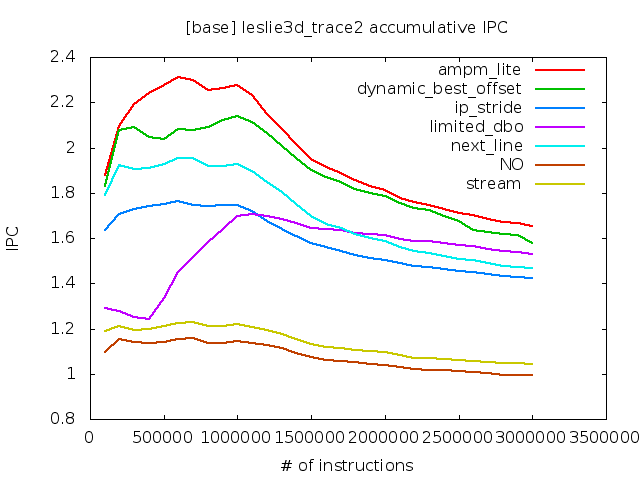 [base] leslie3d_trace2 accumulative IPC
2.4
2.2
2
1.8
1.6
1.4
1.2
1
0.8
IPC
ampm_lite
dynamic_best_offset
ip_stride
limited_dbo
next_line
NO
stream
0 500000 1000000 1500000 2000000 2500000 3000000 3500000
# of instructions